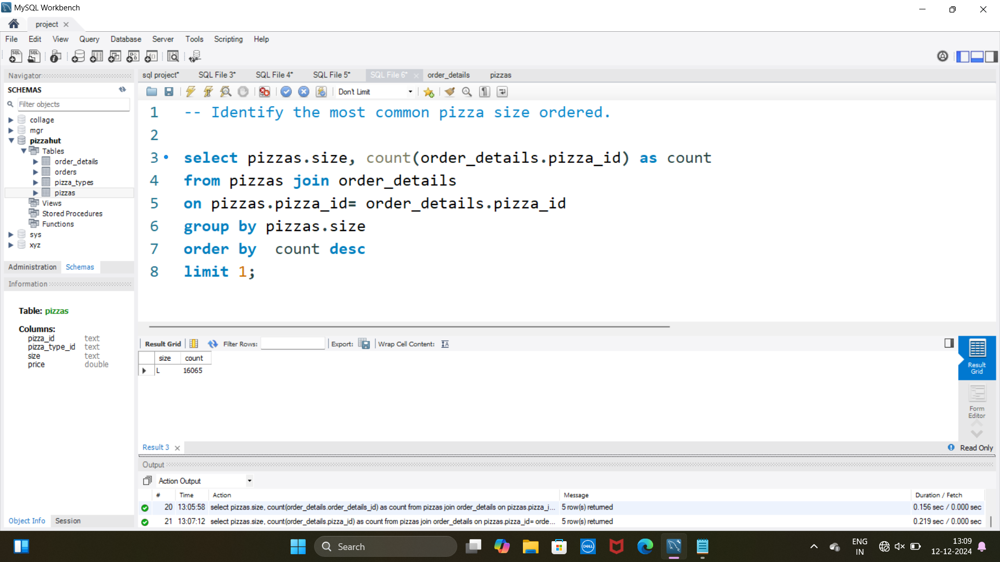 MySQL Workbench
project
File Edit View Query Database Server Tools Scripting Help
Navigator
sql project* SQL File 3* SQL File 4* SQL File 5* SQL File 6* order_details pizzas
SCHEMAS
Don't Limit
Filter objects
collage
mgr
pizzahut
Tables
order_details
orders
pizza_types
pizzas
Views
Stored Procedures
Functions
sys
xyz
Administration Schemas
Information
Table: pizzas
Columns:
pizza_id text
pizza_type_id text
size text
price double
Object Info Session
1 -- Identify the most common pizza size ordered.
2
3 select pizzas.size, count(order_details.pizza_id) as count
4 from pizzas join order_details
5 on pizzas.pizza_id= order_details.pizza_id
6 group by pizzas.size
7 order by  count desc
8 limit 1;
Result Grid Filter Rows: Export: Wrap Cell Content:
size count
L 16065
Result Grid
Form Editor
Result 3 Read Only
Output
Action Output
# Time Action Message Duration / Fetch
20 13:05:58 select pizzas.size, count(order_details.order_details_id) as count from pizzas join order_details on pizzas.pizza_i... 5 row(s) returned 0.156 sec / 0.000 sec
21 13:07:12 select pizzas.size, count(order_details.pizza_id) as count from pizzas join order_details on pizzas.pizza_id= orde... 5 row(s) returned 0.219 sec / 0.000 sec
Search
DELL
ENG
IN
13:09
12-12-2024